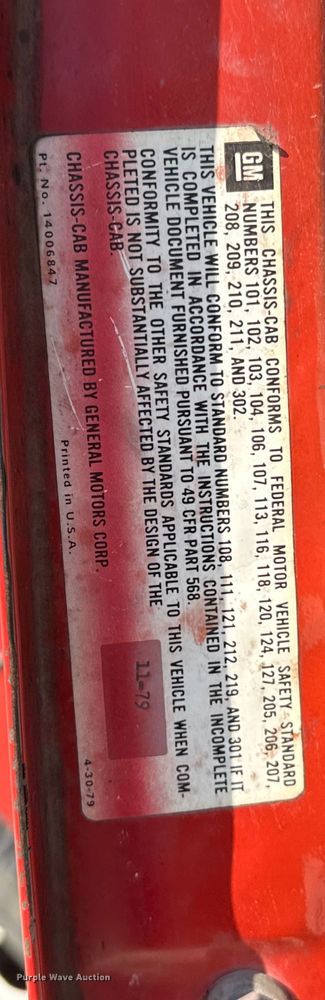 GM
THIS CHASSIS-CAB CONFORMS TO FEDERAL MOTOR VEHICLE SAFETY STANDARD
NUMBERS 101, 102, 103, 104, 106, 107, 113, 116, 118, 120, 124, 127, 205, 206, 207,
208, 209, 210, 211, AND 302.
THIS VEHICLE WILL CONFORM TO STANDARD NUMBERS 108, 111, 121, 212, 219, AND 301 IF IT
IS COMPLETED IN ACCORDANCE WITH THE INSTRUCTIONS CONTAINED IN THE INCOMPLETE
VEHICLE DOCUMENT FURNISHED PURSUANT TO 49 CFR PART 568.
CONFORMITY TO THE OTHER SAFETY STANDARDS APPLICABLE TO THIS VEHICLE WHEN COM-
PLETED IS NOT SUBSTANTIALLY AFFECTED BY THE DESIGN OF THE
CHASSIS-CAB.
11-79
CHASSIS-CAB MANUFACTURED BY GENERAL MOTORS CORP.
Pt. No. 14006847 Printed in U.S.A. 4-30-79
Purple Wave Auction